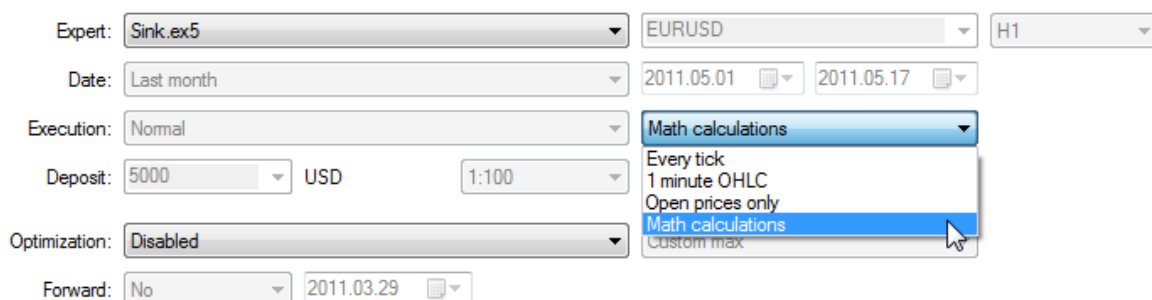 Expert: Sink.ex5 EURUSD H1
Date: Last month 2011.05.01 2011.05.17
Execution: Normal Math calculations
Every tick
1 minute OHLC
Deposit: 5000 USD 1:100
Open prices only
Math calculations
Optimization: Disabled Custom max
Forward: No 2011.03.29